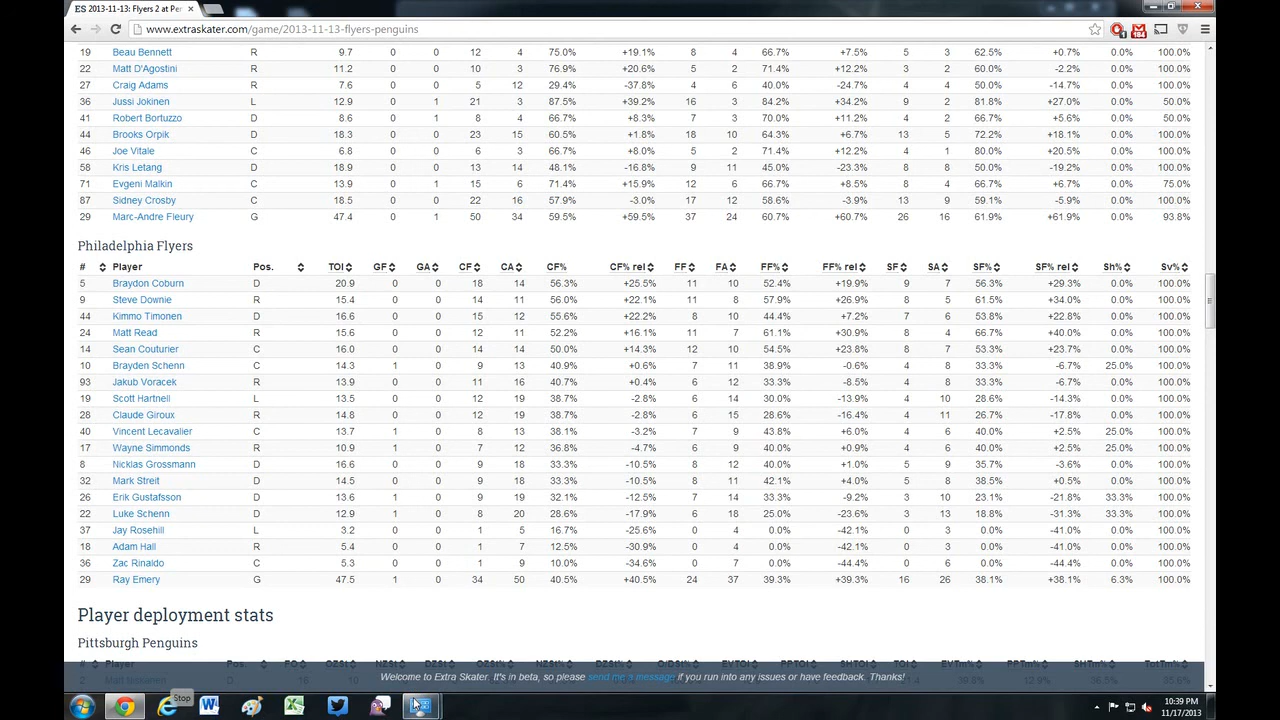 ES 2013-11-13: Flyers 2 at Per ×
www.extraskater.com/game/2013-11-13-flyers-penguins
19 Beau Bennett R 9.7 0 0 12 4 75.0% +19.1% 8 4 66.7% +7.5% 5 3 62.5% +0.7% 0.0% 100.0%
22 Matt D'Agostini R 11.2 0 0 10 3 76.9% +20.6% 5 2 71.4% +12.2% 3 2 60.0% -2.2% 0.0% 100.0%
27 Craig Adams R 7.6 0 0 5 12 29.4% -37.8% 4 6 40.0% -24.7% 4 4 50.0% -14.7% 0.0% 100.0%
36 Jussi Jokinen L 12.9 0 1 21 3 87.5% +39.2% 16 3 84.2% +34.2% 9 2 81.8% +27.0% 0.0% 50.0%
41 Robert Bortuzzo D 8.6 0 1 8 4 66.7% +8.3% 7 3 70.0% +11.2% 4 2 66.7% +5.6% 0.0% 50.0%
44 Brooks Orpik D 18.3 0 0 23 15 60.5% +1.8% 18 10 64.3% +6.7% 13 5 72.2% +18.1% 0.0% 100.0%
46 Joe Vitale C 6.8 0 0 6 3 66.7% +8.0% 5 2 71.4% +12.2% 4 1 80.0% +20.5% 0.0% 100.0%
58 Kris Letang D 18.9 0 0 13 14 48.1% -16.8% 9 11 45.0% -23.3% 8 8 50.0% -19.2% 0.0% 100.0%
71 Evgeni Malkin C 13.9 0 1 15 6 71.4% +15.9% 12 6 66.7% +8.5% 8 4 66.7% +6.7% 0.0% 75.0%
87 Sidney Crosby C 18.5 0 0 22 16 57.9% -3.0% 17 12 58.6% -3.9% 13 9 59.1% -5.9% 0.0% 100.0%
29 Marc-Andre Fleury G 47.4 0 1 50 34 59.5% +59.5% 37 24 60.7% +60.7% 26 16 61.9% +61.9% 0.0% 93.8%
Philadelphia Flyers
# Player Pos. TOI GF GA CF CA CF% CF% rel FF FA FF% FF% rel SF SA SF% SF% rel Sh% Sv%
5 Braydon Coburn D 20.9 0 0 18 14 56.3% +25.5% 11 10 52.4% +19.9% 9 7 56.3% +29.3% 0.0% 100.0%
9 Steve Downie R 15.4 0 0 14 11 56.0% +22.1% 11 8 57.9% +26.9% 8 5 61.5% +34.0% 0.0% 100.0%
44 Kimmo Timonen D 16.6 0 0 15 12 55.6% +22.2% 8 10 44.4% +7.2% 7 6 53.8% +22.8% 0.0% 100.0%
24 Matt Read R 15.6 0 0 12 11 52.2% +16.1% 11 7 61.1% +30.9% 8 4 66.7% +40.0% 0.0% 100.0%
14 Sean Couturier C 16.0 0 0 14 14 50.0% +14.3% 12 10 54.5% +23.8% 8 7 53.3% +23.7% 0.0% 100.0%
10 Brayden Schenn C 14.3 1 0 9 13 40.9% +0.6% 7 11 38.9% -0.6% 4 8 33.3% -6.7% 25.0% 100.0%
93 Jakub Voracek R 13.9 0 0 11 16 40.7% +0.4% 6 12 33.3% -8.5% 4 8 33.3% -6.7% 0.0% 100.0%
19 Scott Hartnell L 13.5 0 0 12 19 38.7% -2.8% 6 14 30.0% -13.9% 4 10 28.6% -14.3% 0.0% 100.0%
28 Claude Giroux R 14.8 0 0 12 19 38.7% -2.8% 6 15 28.6% -16.4% 4 11 26.7% -17.8% 0.0% 100.0%
40 Vincent Lecavalier C 13.7 1 0 8 13 38.1% -3.2% 7 9 43.8% +6.0% 4 6 40.0% +2.5% 25.0% 100.0%
17 Wayne Simmonds R 10.9 1 0 7 12 36.8% -4.7% 6 9 40.0% +0.9% 4 6 40.0% +2.5% 25.0% 100.0%
8 Nicklas Grossmann D 16.6 0 0 9 18 33.3% -10.5% 8 12 40.0% +1.0% 5 9 35.7% -3.6% 0.0% 100.0%
32 Mark Streit D 14.5 0 0 9 18 33.3% -10.5% 8 11 42.1% +4.0% 5 8 38.5% +0.5% 0.0% 100.0%
26 Erik Gustafsson D 13.6 1 0 9 19 32.1% -12.5% 7 14 33.3% -9.2% 3 10 23.1% -21.8% 33.3% 100.0%
22 Luke Schenn D 12.9 1 0 8 20 28.6% -17.9% 6 18 25.0% -23.6% 3 13 18.8% -31.3% 33.3% 100.0%
37 Jay Rosehill L 3.2 0 0 1 5 16.7% -25.6% 0 4 0.0% -42.1% 0 3 0.0% -41.0% 0.0% 100.0%
18 Adam Hall R 5.4 0 0 1 7 12.5% -30.9% 0 4 0.0% -42.1% 0 3 0.0% -41.0% 0.0% 100.0%
36 Zac Rinaldo C 5.3 0 0 1 9 10.0% -34.6% 0 7 0.0% -44.4% 0 6 0.0% -44.4% 0.0% 100.0%
29 Ray Emery G 47.5 1 0 34 50 40.5% +40.5% 24 37 39.3% +39.3% 16 26 38.1% +38.1% 6.3% 100.0%
Player deployment stats
Pittsburgh Penguins
# Player Pos. FO OZSt NZSt DZSt OZSt% NZSt% DZSt% O/DSt% EVTOI PPTOI SHTOI TOI EVTm% PPTm% SHTm% TotTm%
2 Matt Niskanen D
Welcome to Extra Skater. It's in beta, so please send me a message if you run into any issues or have feedback. Thanks!
Stop
10:39 PM
11/17/2013